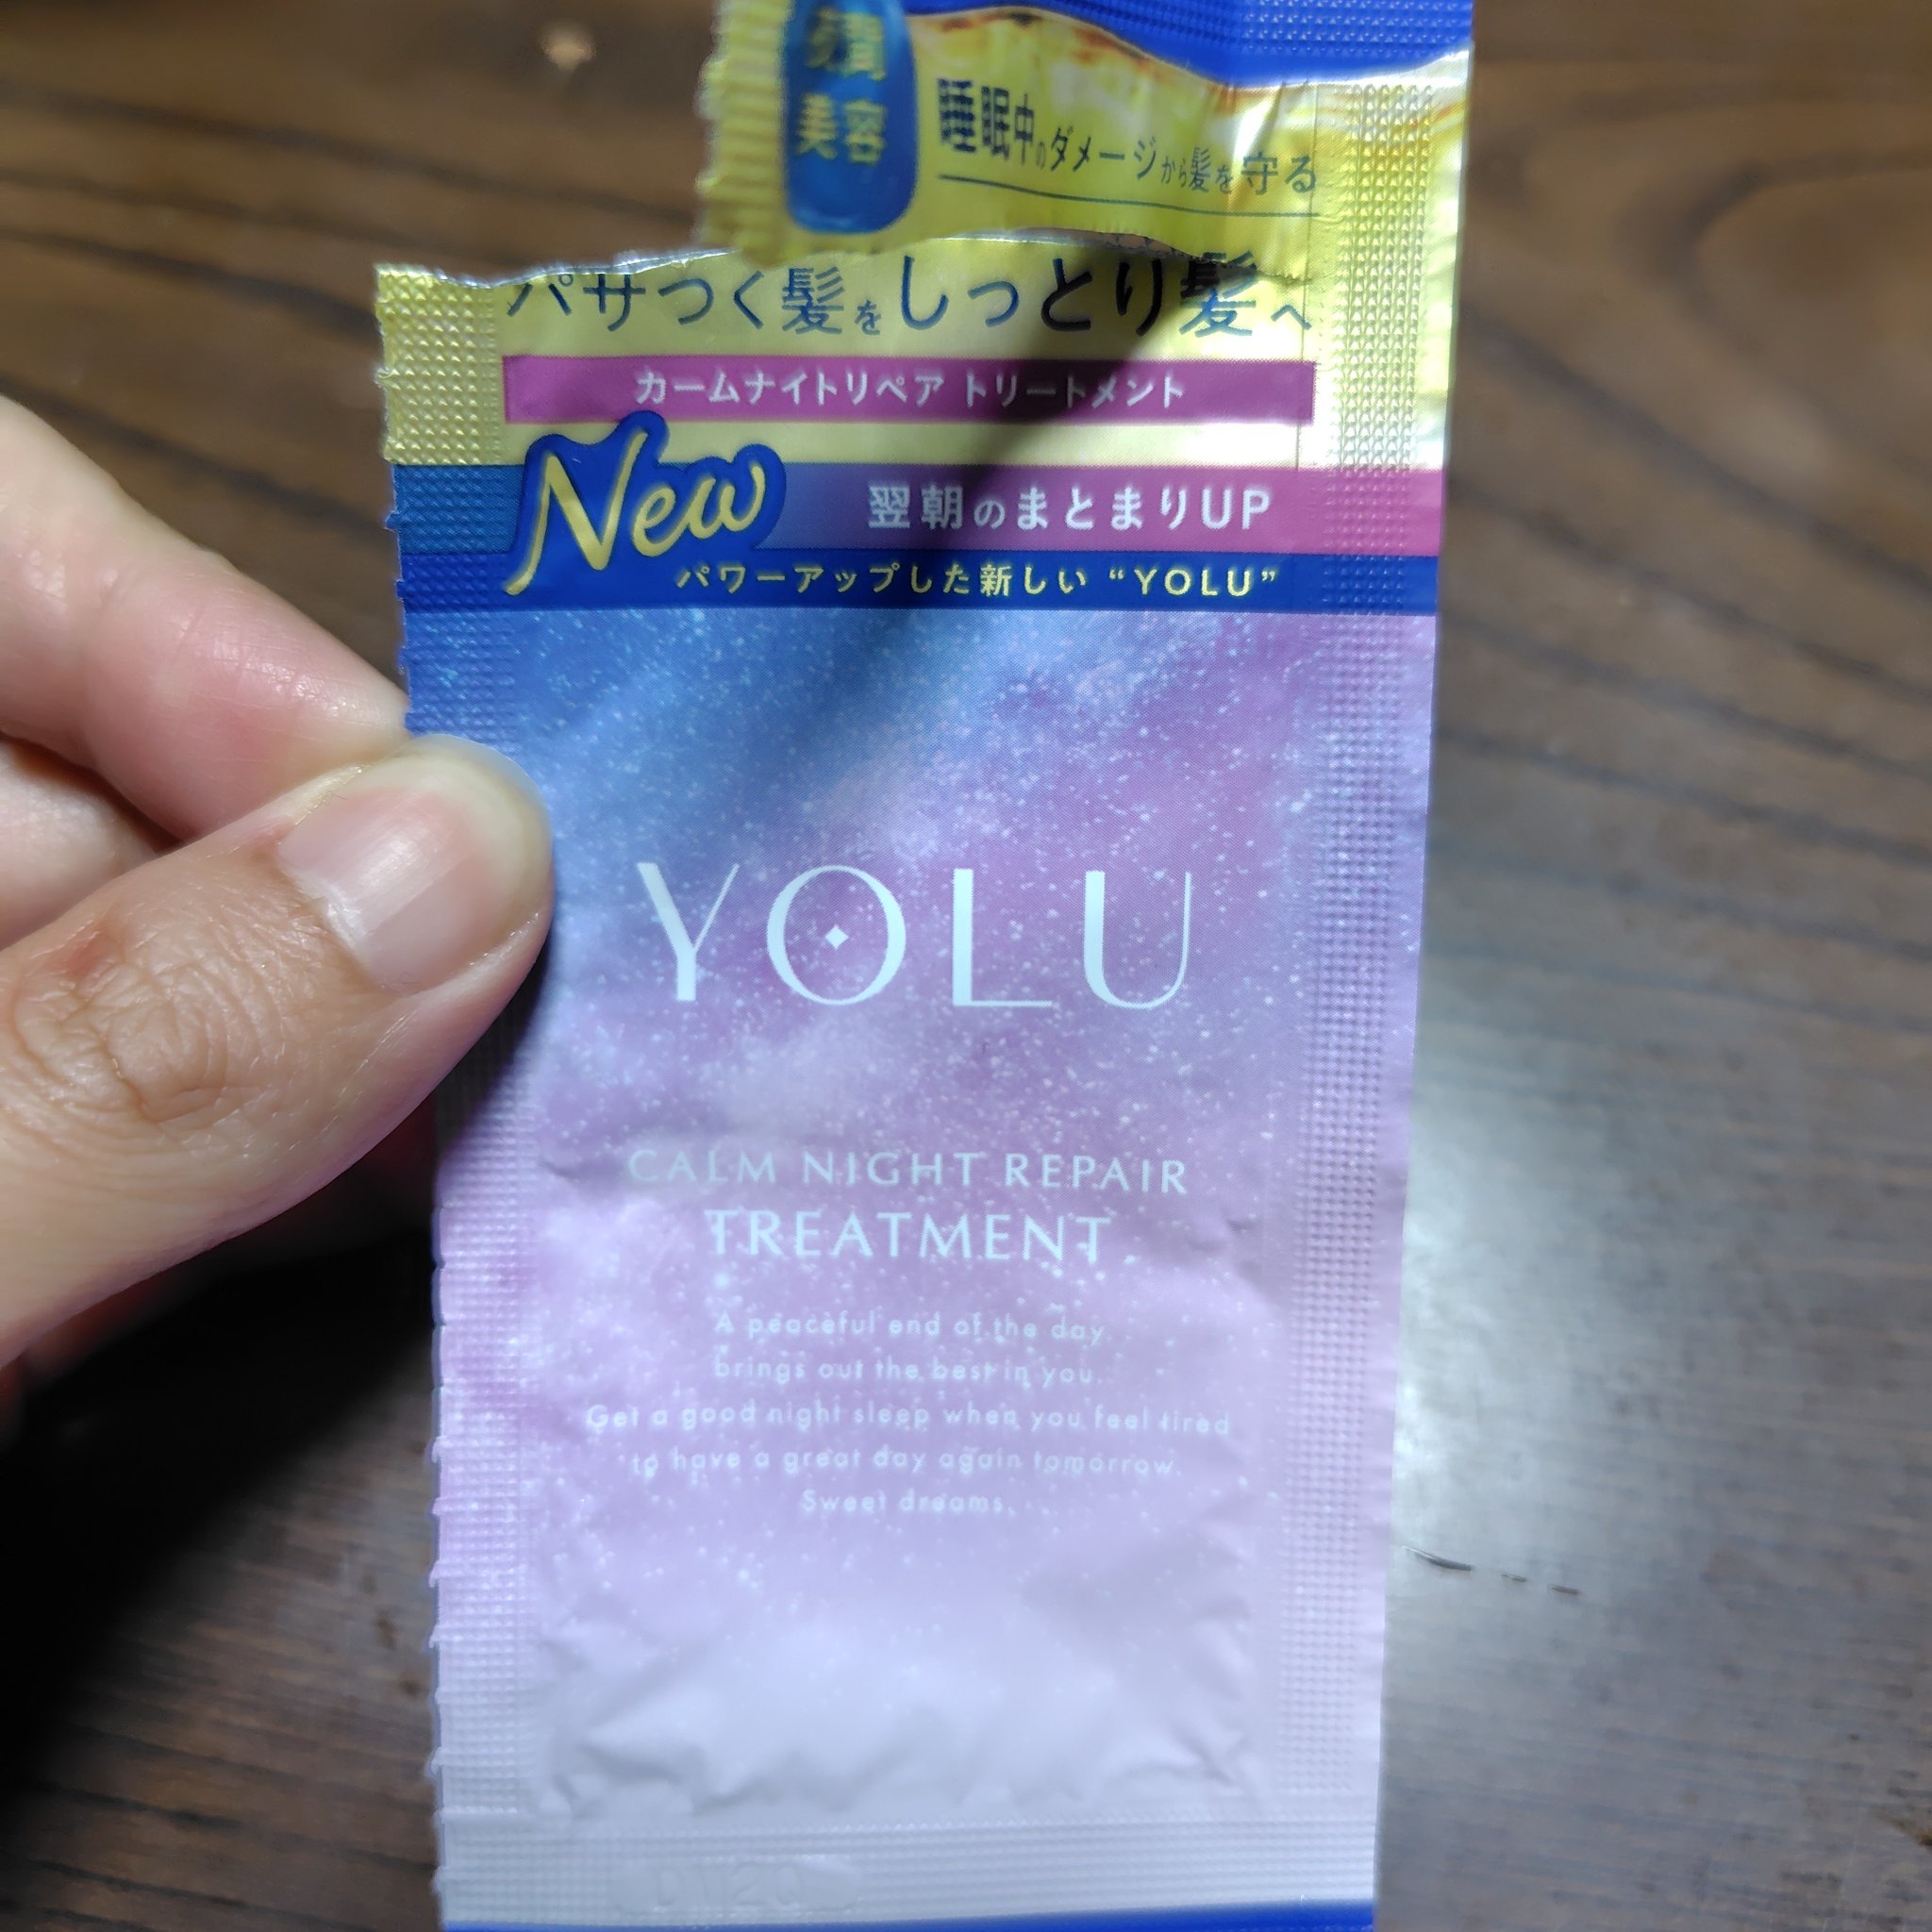 美容
睡眠中のダメージから髪を守る
パサつく髪をしっとり髪へ
カームナイトリペア トリートメント
New
翌朝のまとまりUP
パワーアップした新しい“YOLU”
YOLU
CALM NIGHT REPAIR
TREATMENT
A peaceful end of the day
brings out the best in you.
Get a good night sleep when you feel tired
to have a great day again tomorrow.
Sweet dreams.